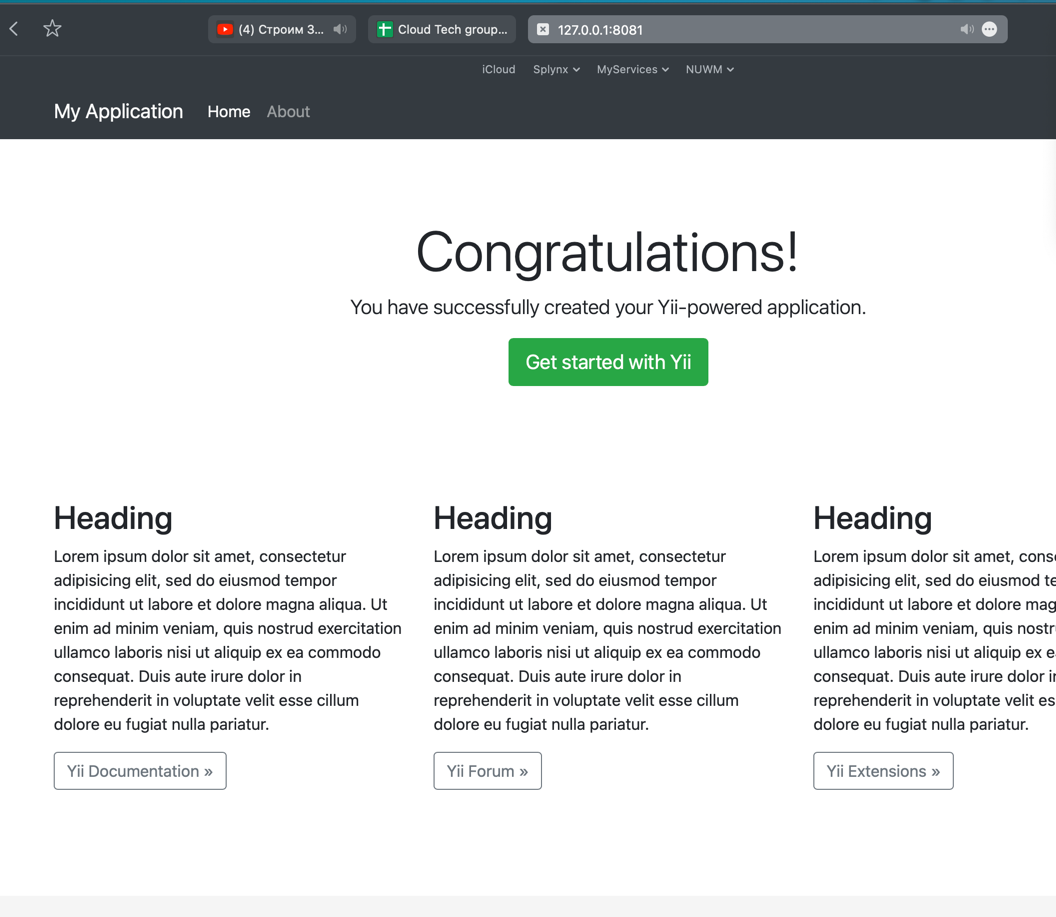 (4) Строим З...
Cloud Tech group...
127.0.0.1:8081
iCloud Splynx MyServices NUWM
My Application Home About
Congratulations!
You have successfully created your Yii-powered application.
Get started with Yii
Heading
Lorem ipsum dolor sit amet, consectetur
adipisicing elit, sed do eiusmod tempor
incididunt ut labore et dolore magna aliqua. Ut
enim ad minim veniam, quis nostrud exercitation
ullamco laboris nisi ut aliquip ex ea commodo
consequat. Duis aute irure dolor in
reprehenderit in voluptate velit esse cillum
dolore eu fugiat nulla pariatur.
Yii Documentation »
Heading
Lorem ipsum dolor sit amet, consectetur
adipisicing elit, sed do eiusmod tempor
incididunt ut labore et dolore magna aliqua. Ut
enim ad minim veniam, quis nostrud exercitation
ullamco laboris nisi ut aliquip ex ea commodo
consequat. Duis aute irure dolor in
reprehenderit in voluptate velit esse cillum
dolore eu fugiat nulla pariatur.
Yii Forum »
Heading
Lorem ipsum dolor sit amet, cons
adipisicing elit, sed do eiusmod te
incididunt ut labore et dolore mag
enim ad minim veniam, quis nostr
ullamco laboris nisi ut aliquip ex e
consequat. Duis aute irure dolor i
reprehenderit in voluptate velit es
dolore eu fugiat nulla pariatur.
Yii Extensions »